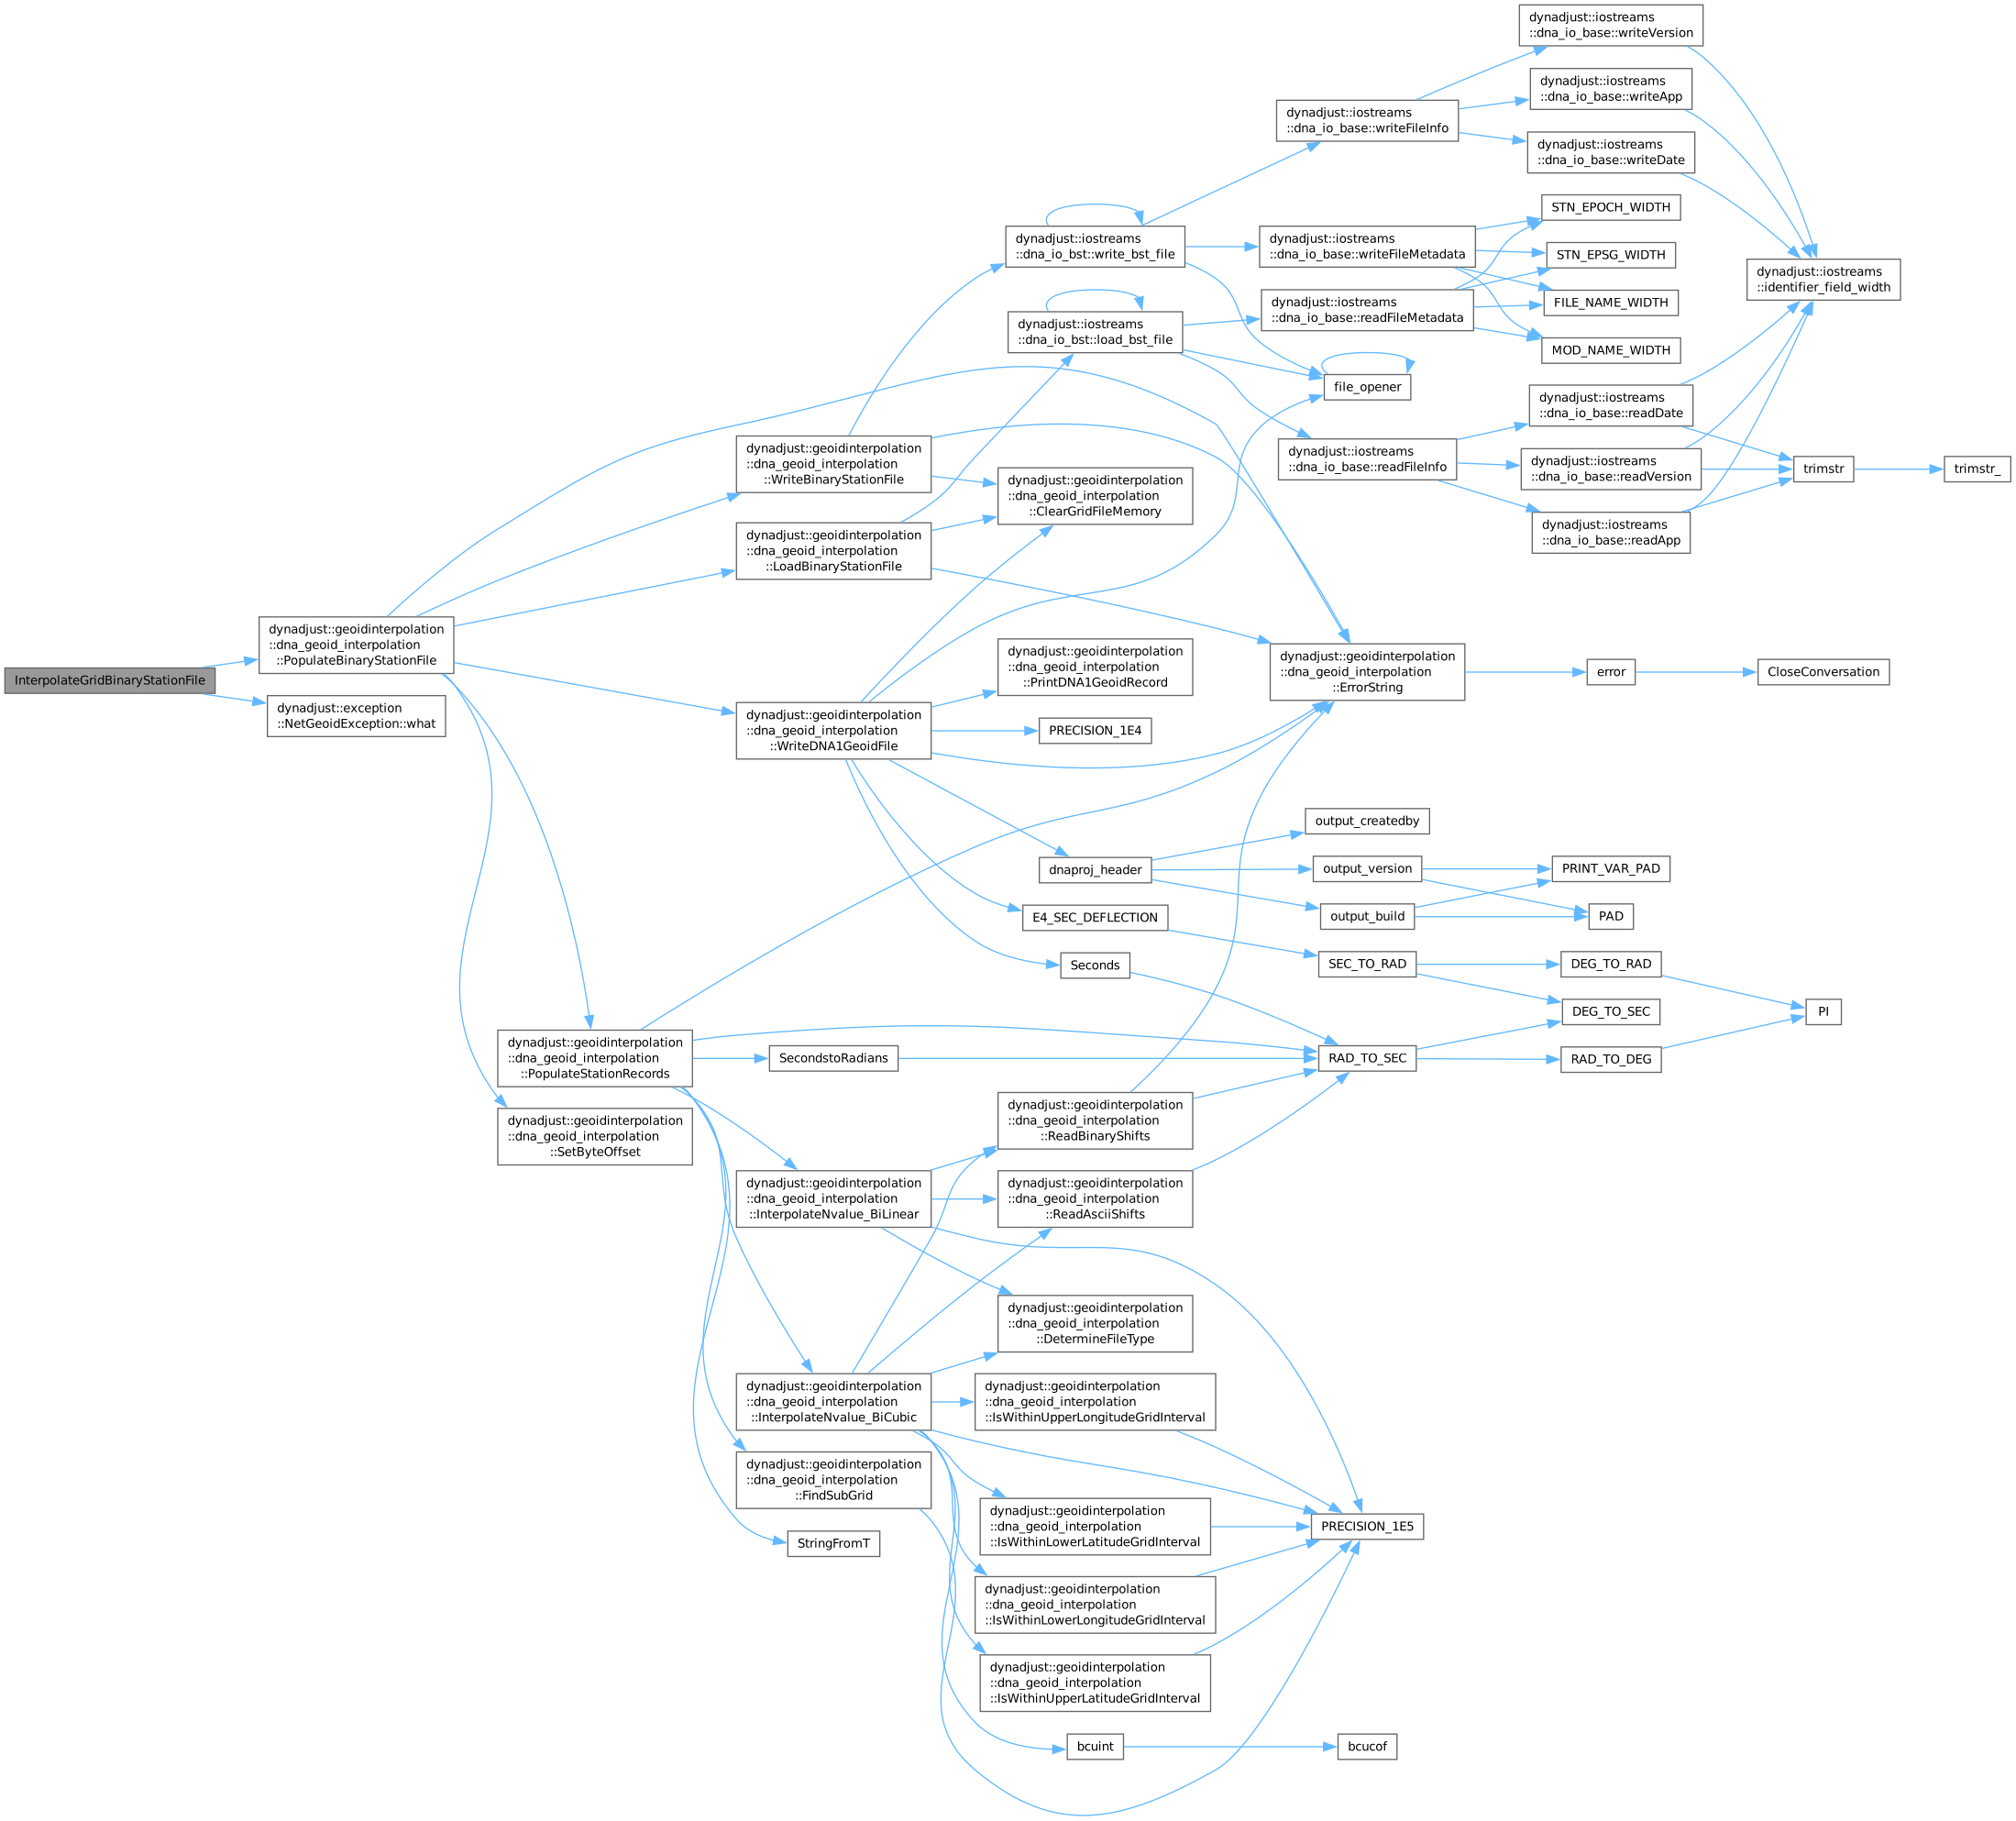 InterpolateGridBinaryStationFile
dynadjust::geoidinterpolation
::dna_geoid_interpolation
::PopulateBinaryStationFile
dynadjust::exception
::NetGeoidException::what
dynadjust::geoidinterpolation
::dna_geoid_interpolation
::PopulateStationRecords
dynadjust::geoidinterpolation
::dna_geoid_interpolation
::SetByteOffset
dynadjust::geoidinterpolation
::dna_geoid_interpolation
::WriteBinaryStationFile
dynadjust::geoidinterpolation
::dna_geoid_interpolation
::LoadBinaryStationFile
dynadjust::geoidinterpolation
::dna_geoid_interpolation
::WriteDNA1GeoidFile
SecondstoRadians
dynadjust::geoidinterpolation
::dna_geoid_interpolation
::InterpolateNvalue_BiLinear
dynadjust::geoidinterpolation
::dna_geoid_interpolation
::InterpolateNvalue_BiCubic
dynadjust::geoidinterpolation
::dna_geoid_interpolation
::FindSubGrid
StringFromT
dynadjust::iostreams
::dna_io_bst::write_bst_file
dynadjust::iostreams
::dna_io_bst::load_bst_file
dynadjust::geoidinterpolation
::dna_geoid_interpolation
::ClearGridFileMemory
dynadjust::geoidinterpolation
::dna_geoid_interpolation
::PrintDNA1GeoidRecord
PRECISION_1E4
dnaproj_header
E4_SEC_DEFLECTION
Seconds
dynadjust::geoidinterpolation
::dna_geoid_interpolation
::ReadBinaryShifts
dynadjust::geoidinterpolation
::dna_geoid_interpolation
::ReadAsciiShifts
dynadjust::geoidinterpolation
::dna_geoid_interpolation
::DetermineFileType
dynadjust::geoidinterpolation
::dna_geoid_interpolation
::IsWithinUpperLongitudeGridInterval
dynadjust::geoidinterpolation
::dna_geoid_interpolation
::IsWithinLowerLatitudeGridInterval
dynadjust::geoidinterpolation
::dna_geoid_interpolation
::IsWithinLowerLongitudeGridInterval
dynadjust::geoidinterpolation
::dna_geoid_interpolation
::IsWithinUpperLatitudeGridInterval
bcuint
dynadjust::iostreams
::dna_io_base::writeFileInfo
dynadjust::iostreams
::dna_io_base::writeFileMetadata
dynadjust::iostreams
::dna_io_base::readFileMetadata
file_opener
dynadjust::iostreams
::dna_io_base::readFileInfo
dynadjust::geoidinterpolation
::dna_geoid_interpolation
::ErrorString
output_createdby
output_version
output_build
SEC_TO_RAD
RAD_TO_SEC
PRECISION_1E5
bcucof
dynadjust::iostreams
::dna_io_base::writeVersion
dynadjust::iostreams
::dna_io_base::writeApp
dynadjust::iostreams
::dna_io_base::writeDate
STN_EPOCH_WIDTH
STN_EPSG_WIDTH
FILE_NAME_WIDTH
MOD_NAME_WIDTH
dynadjust::iostreams
::dna_io_base::readDate
dynadjust::iostreams
::dna_io_base::readVersion
dynadjust::iostreams
::dna_io_base::readApp
error
PRINT_VAR_PAD
PAD
DEG_TO_RAD
DEG_TO_SEC
RAD_TO_DEG
dynadjust::iostreams
::identifier_field_width
trimstr
CloseConversation
PI
trimstr_